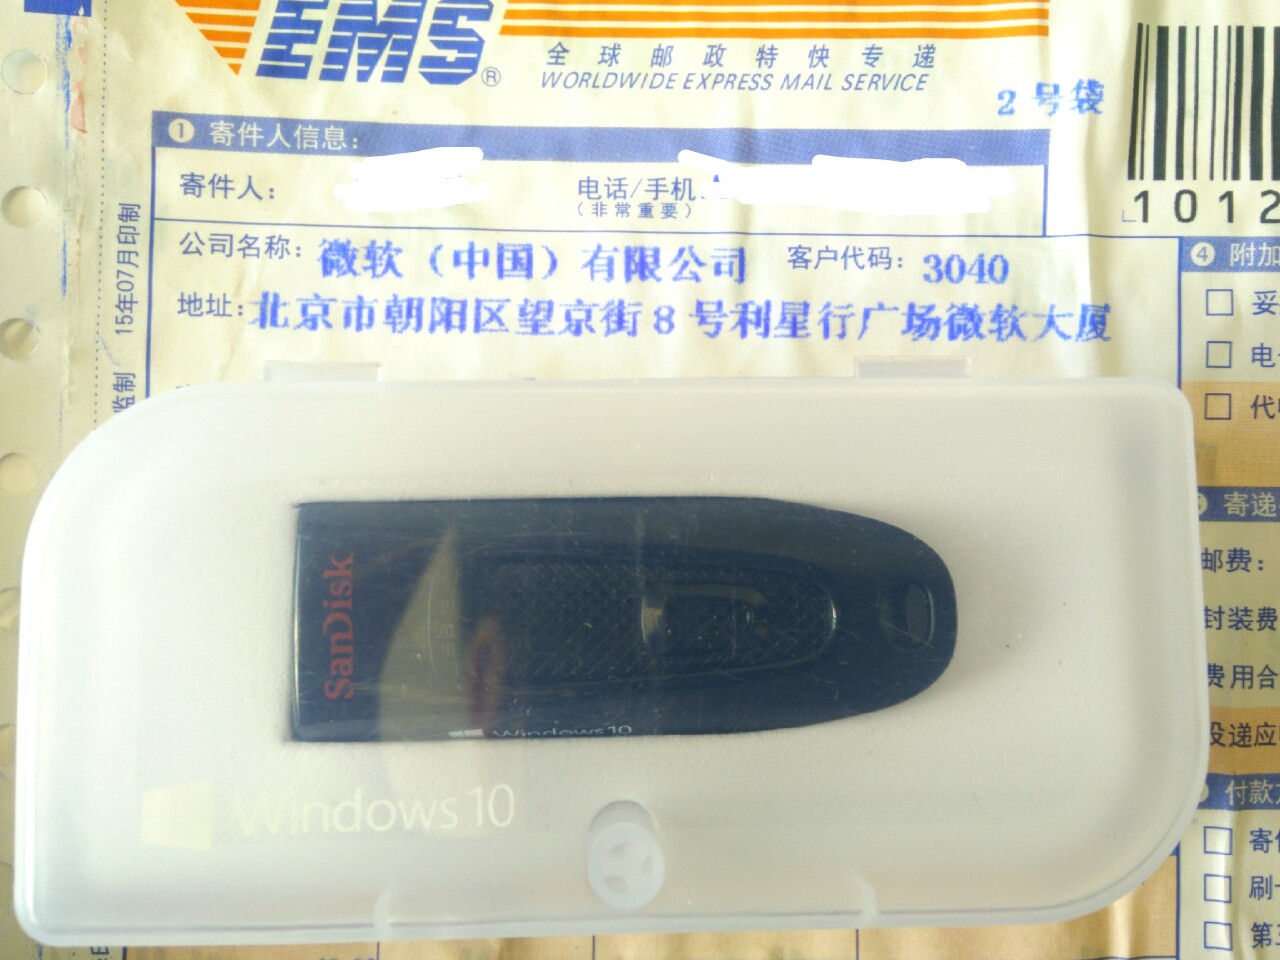 EMS®
全球邮政特快专递
WORLDWIDE EXPRESS MAIL SERVICE
2号袋
1012
① 寄件人信息：
寄件人：
电话/手机:
（非常重要）
公司名称：微软（中国）有限公司 客户代码：3040
地址：北京市朝阳区望京街8号利星行广场微软大厦
15年07月印制
监制
④ 附加
□ 妥
□ 电
□ 代
寄递
邮费：
封装费
费用合
投递应
付款
□ 寄
□ 刷
□ 第
SanDisk
Windows 10
Windows 10